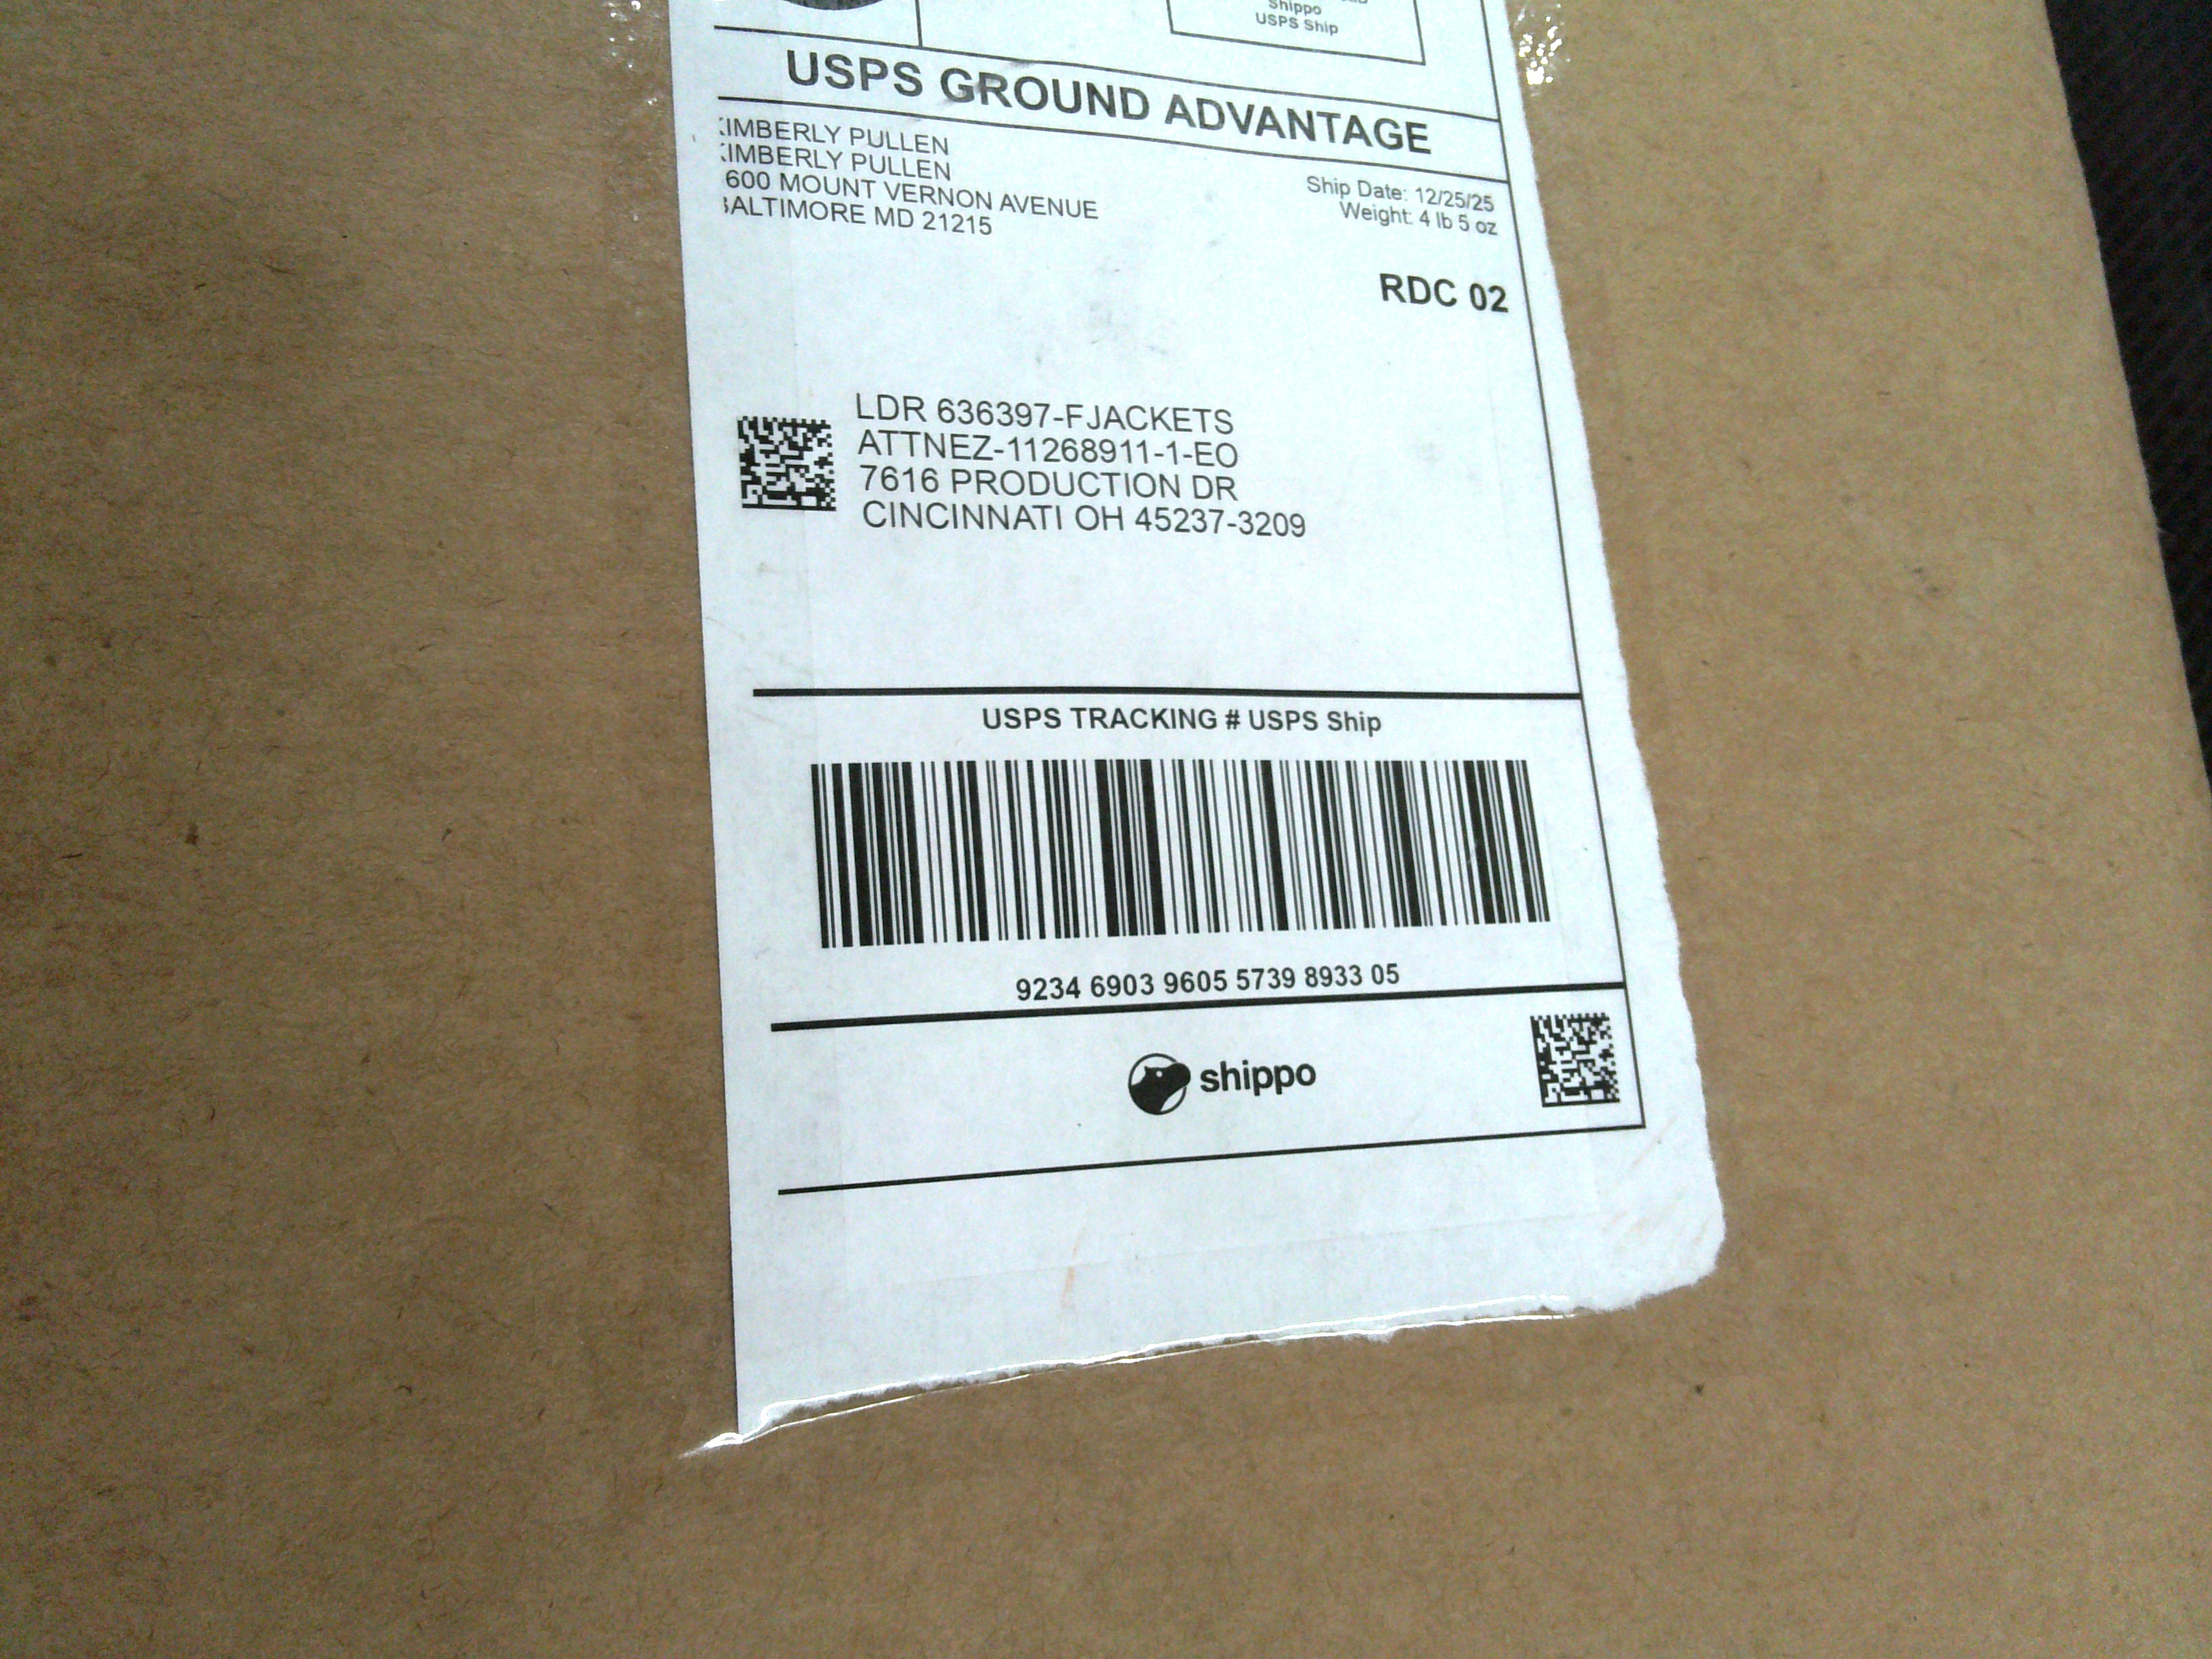 Shippo
USPS Ship
USPS GROUND ADVANTAGE
IMBERLY PULLEN
IMBERLY PULLEN
600 MOUNT VERNON AVENUE
ALTIMORE MD 21215
Ship Date: 12/25/25
Weight: 4 lb 5 oz
RDC 02
LDR 636397-FJACKETS
ATTNEZ-11268911-1-EO
7616 PRODUCTION DR
CINCINNATI OH 45237-3209
USPS TRACKING # USPS Ship
9234 6903 9605 5739 8933 05
shippo